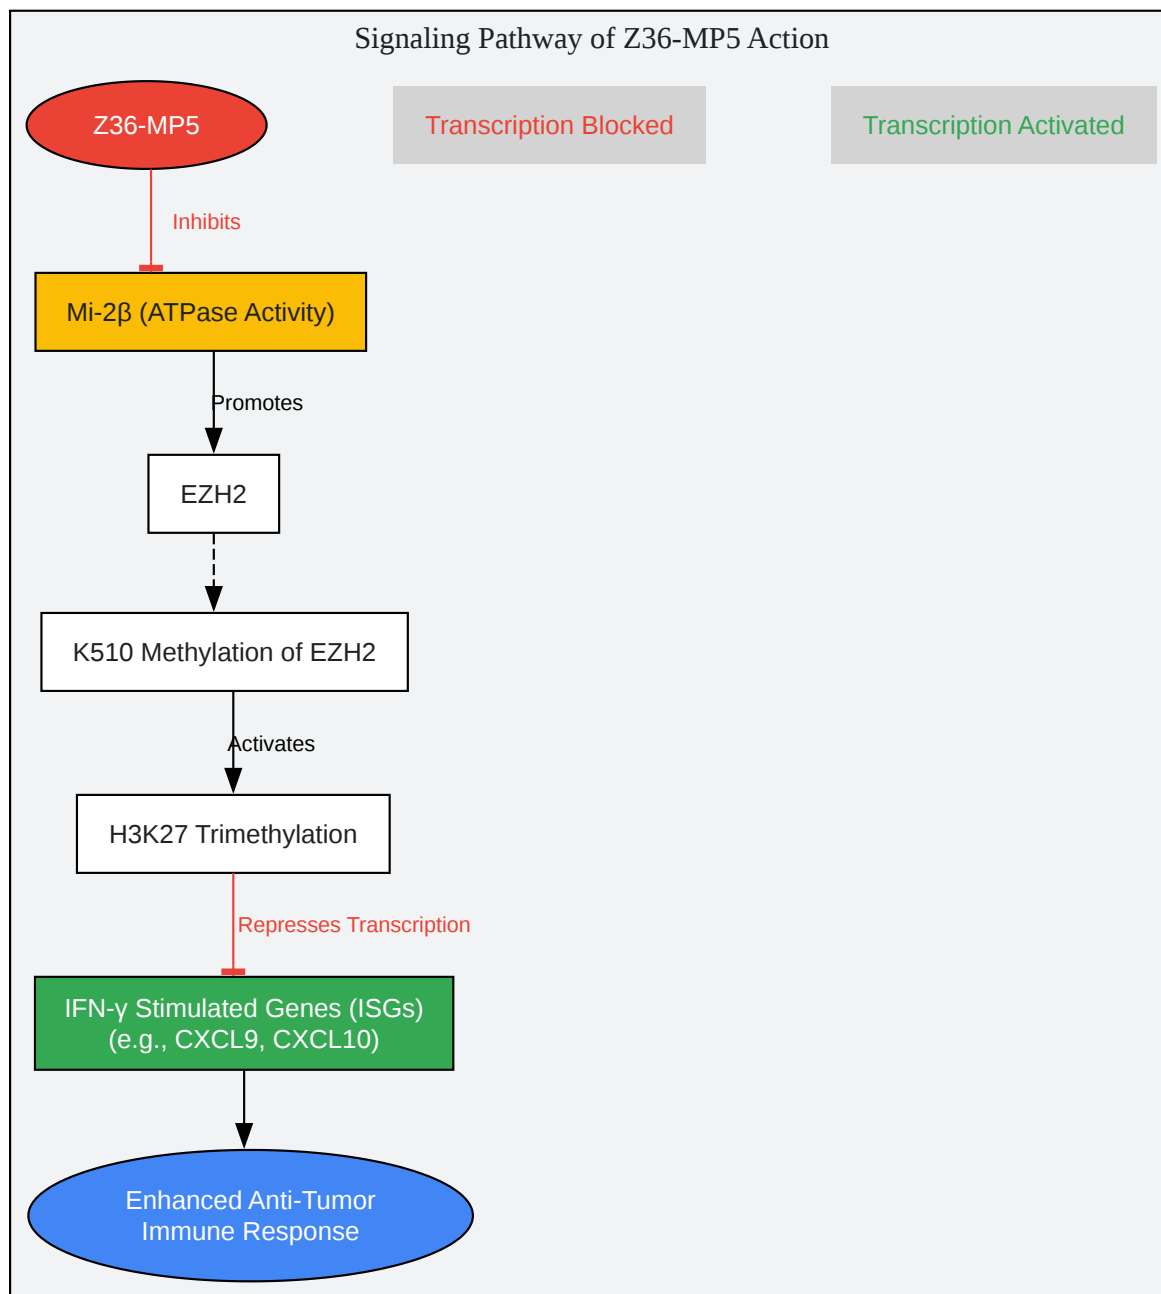 Signaling Pathway of Z36-MP5 Action
Z36-MP5
Transcription Blocked
Transcription Activated
Inhibits
Mi-2β (ATPase Activity)
Promotes
EZH2
K510 Methylation of EZH2
Activates
H3K27 Trimethylation
Represses Transcription
IFN-γ Stimulated Genes (ISGs)
(e.g., CXCL9, CXCL10)
Enhanced Anti-Tumor
Immune Response